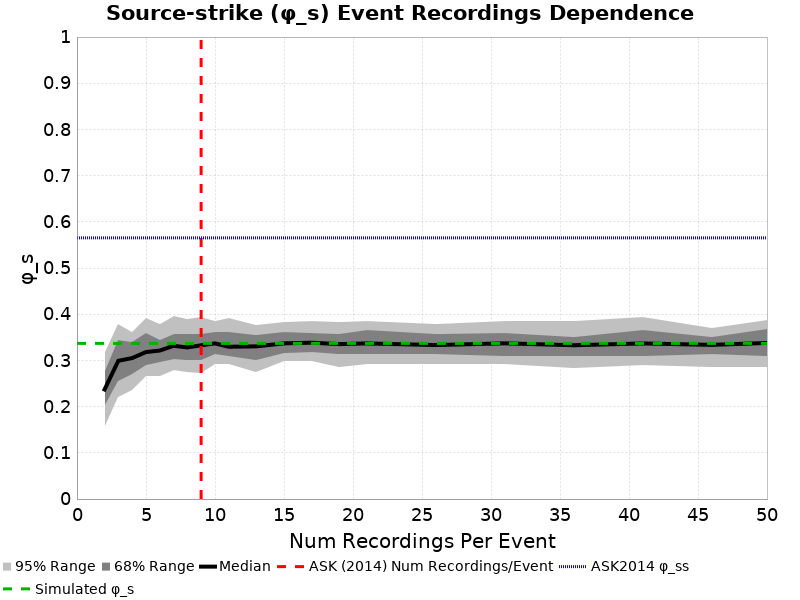 Source-strike (φ_s) Event Recordings Dependence
1
0.9
0.8
0.7
0.6
0.5
0.4
0.3
0.2
0.1
0
φ_s
0 5 10 15 20 25 30 35 40 45 50
Num Recordings Per Event
95% Range 68% Range Median ASK (2014) Num Recordings/Event ASK2014 φ_ss
Simulated φ_s